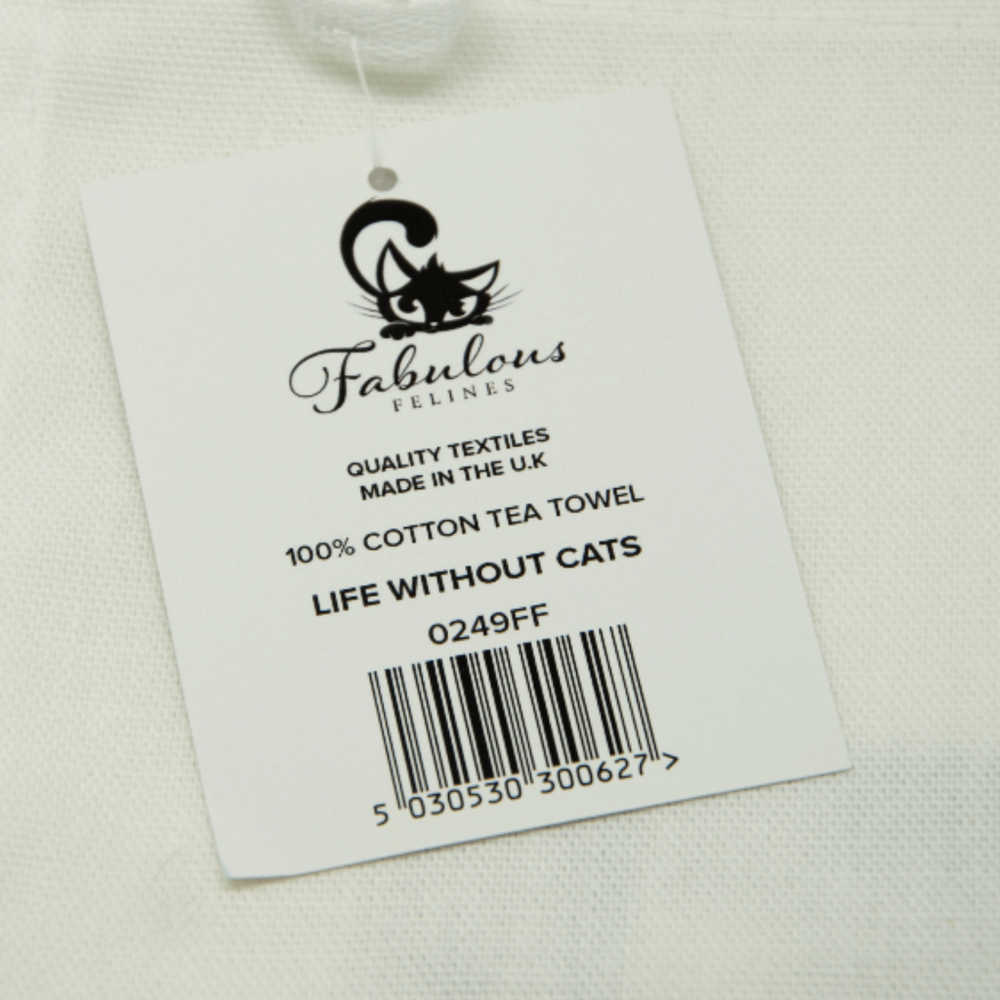 Fabulous
FELINES
QUALITY TEXTILES
MADE IN THE U.K
100% COTTON TEA TOWEL
LIFE WITHOUT CATS
0249FF
5 030530 300627 >